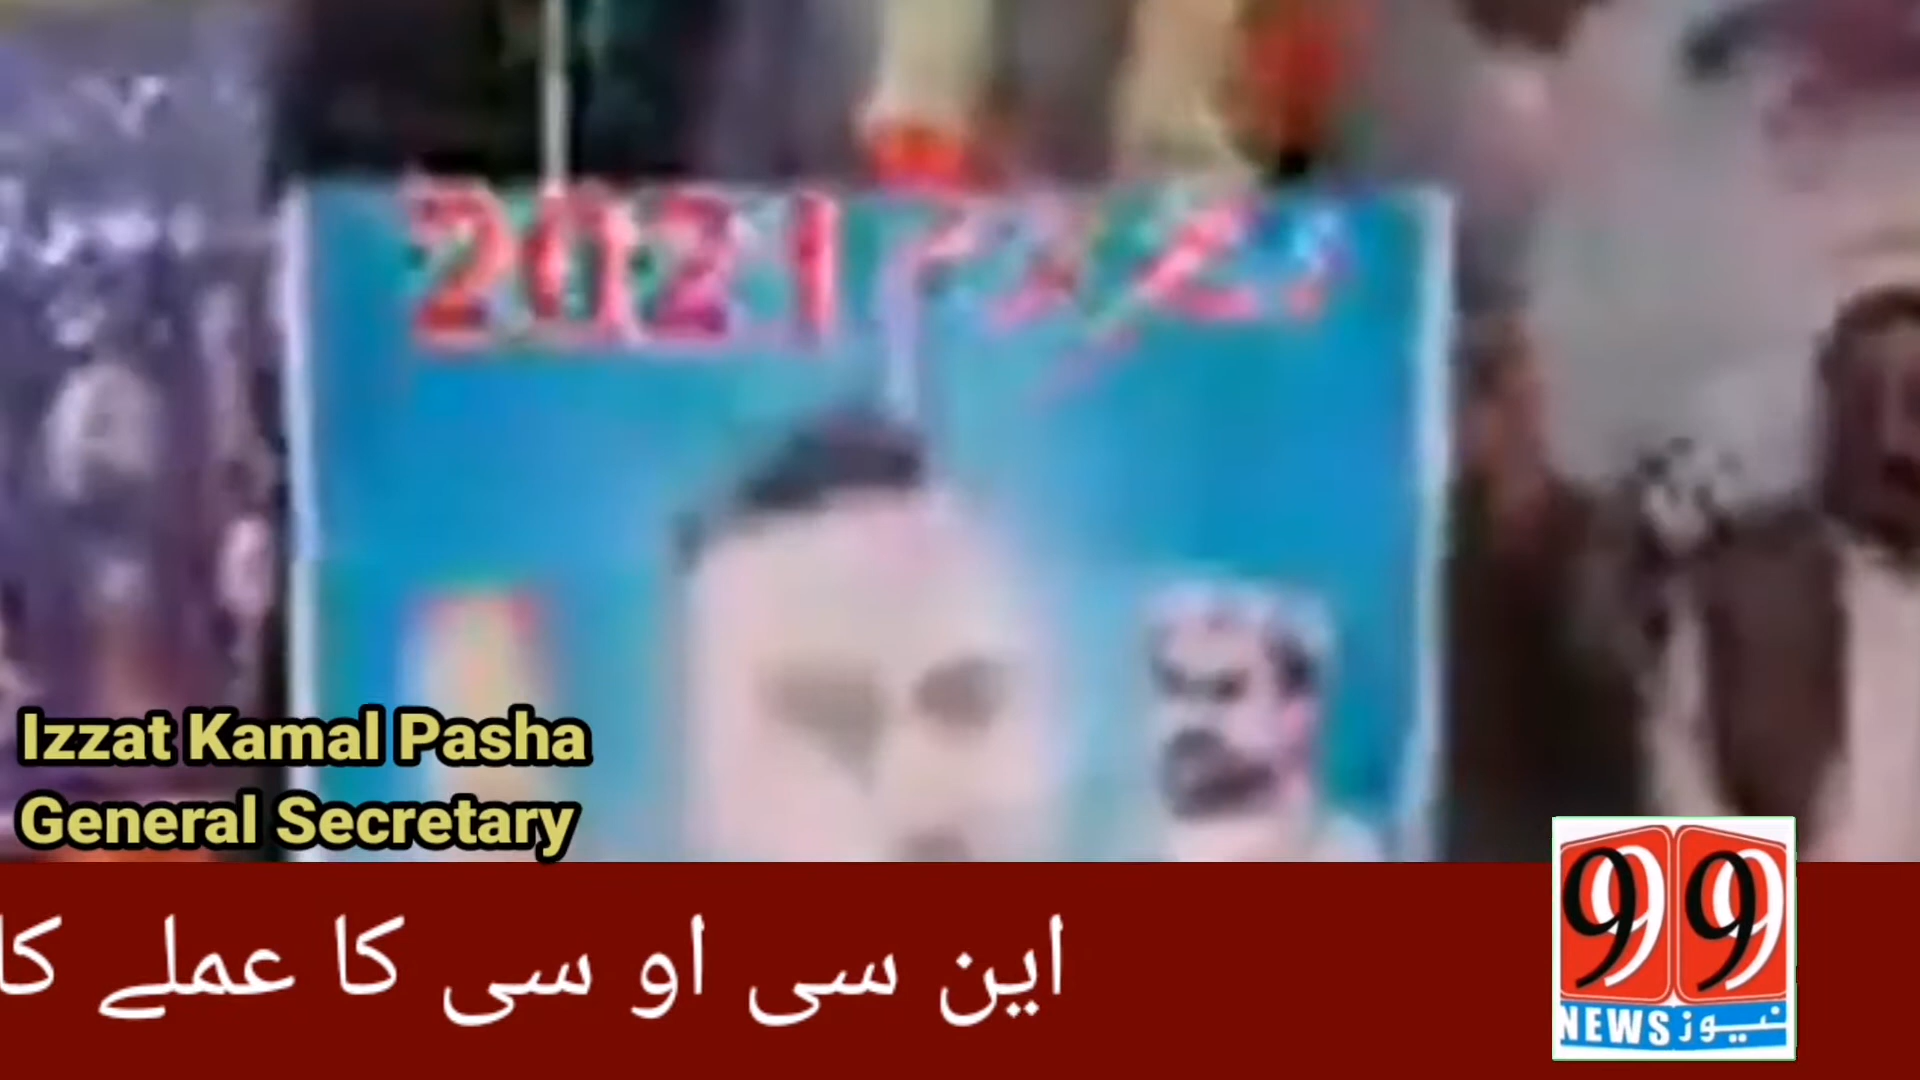 2021
Izzat Kamal Pasha
General Secretary
این سی او سی کا عملے کا
99
NEWS نیوز